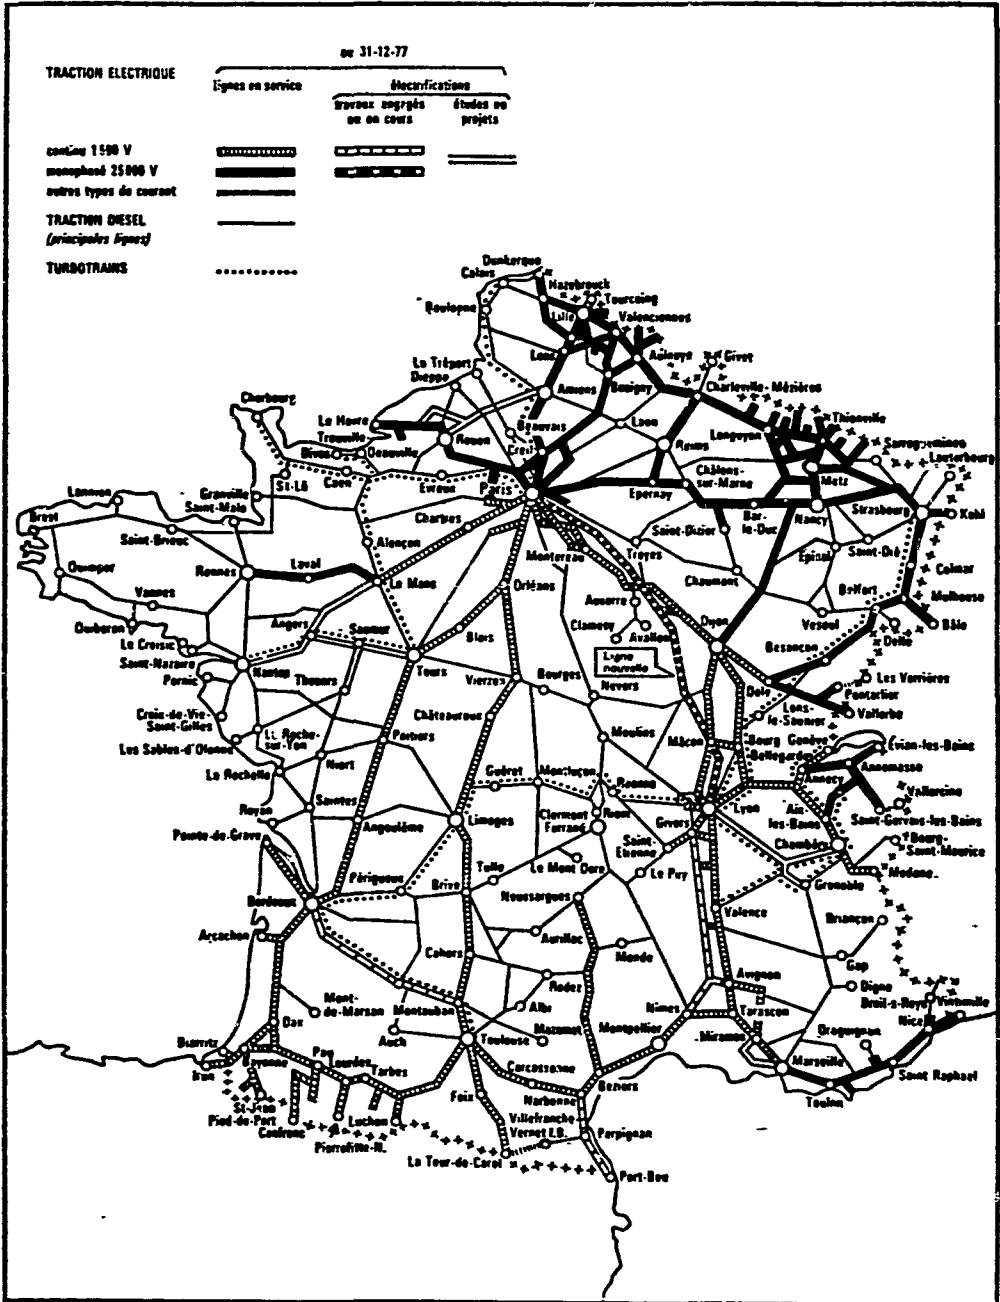 au 31-12-77
TRACTION ELECTRIQUE
lignes en service
électrifications
travaux engagés
ou en cours
études ou
projets
continu 1500 V
monophasé 25000 V
autres types de courant
TRACTION DIESEL
(principales lignes)
TURBOTRAINS
Dunkerque
Calais
Hazebrouck
Tourcoing
Boulogne
Lille
Valenciennes
Lens
Aulnoye
Givet
Le Tréport
Dieppe
Amiens
Busigny
Charleville-Mézières
Cherbourg
Le Havre
Trouville
Dives
Deauville
Rouen
Beauvais
Creil
Laon
Reims
Longuyon
Thionville
Sarreguemines
Lauterbourg
Metz
St-Lô
Caen
Evreux
Paris
Epernay
Châlons-
sur-Marne
Lannion
Granville
Saint-Malo
Chartres
Bar-
le-Duc
Nancy
Strasbourg
Kehl
Brest
Saint-Brieuc
Alençon
Montereau
Troyes
Saint-Dizier
Epinal
Saint-Dié
Rennes
Laval
Le Mans
Orléans
Chaumont
Colmar
Quimper
Vannes
Auxerre
Belfort
Mulhouse
Quiberon
Angers
Saumur
Blois
Clamecy
Avallon
Dijon
Vesoul
Delle
Bâle
Le Croisic
Saint-Nazaire
Ligne
nouvelle
Besançon
Nantes
Tours
Pornic
Thouars
Vierzon
Bourges
Nevers
Dole
Les Verrières
Pontarlier
Croix-de-Vie-
Saint-Gilles
Châteauroux
Lons-
le-Saunier
Vallorbe
Les Sables-d'Olonne
La Roche-
sur-Yon
Poitiers
Moulins
Mâcon
Bourg
Genève
Bellegarde
Évian-les-Bains
La Rochelle
Niort
Guéret
Montluçon
Roanne
Annecy
Annemasse
Royan
Saintes
Vallorcine
Pointe-de-Grave
Angoulême
Limoges
Clermont
Ferrand
Riom
Givors
Lyon
Aix-
les-Bains
Saint-Gervais-les-Bains
Saint-
Etienne
Chambéry
Bourg-
Saint-Maurice
Tulle
Le Mont Dore
Le Puy
Modane
Périgueux
Brive
Neussargues
Grenoble
Bordeaux
Valence
Briançon
Arcachon
Aurillac
Cahors
Mende
Gap
Rodez
Avignon
Digne
Mont-
de-Marsan
Montauban
Albi
Nîmes
Breil-s-Roya
Vintimille
Dax
Mazamet
Montpellier
Tarascon
Nice
Biarritz
Auch
Toulouse
Miramas
Draguignan
Irun
Bayonne
Pau
Lourdes
Tarbes
Carcassonne
Béziers
Marseille
Saint Raphael
St-Jean
Pied-de-Port
Foix
Narbonne
Toulon
Canfranc
Luchon
Villefranche-
Vernet l.B.
Pierrefitte-N.
Perpignan
La Tour-de-Carol
Port-Bou